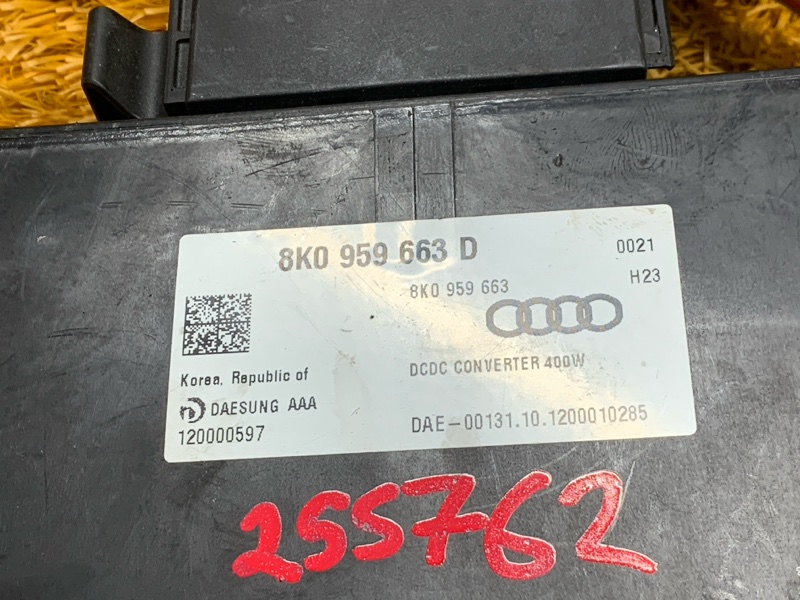 8K0 959 663 D 0021
8K0 959 663 H23
DCDC CONVERTER 400W
Korea, Republic of
DAESUNG AAA
DAE-00131.10.1200010285
120000597
255762